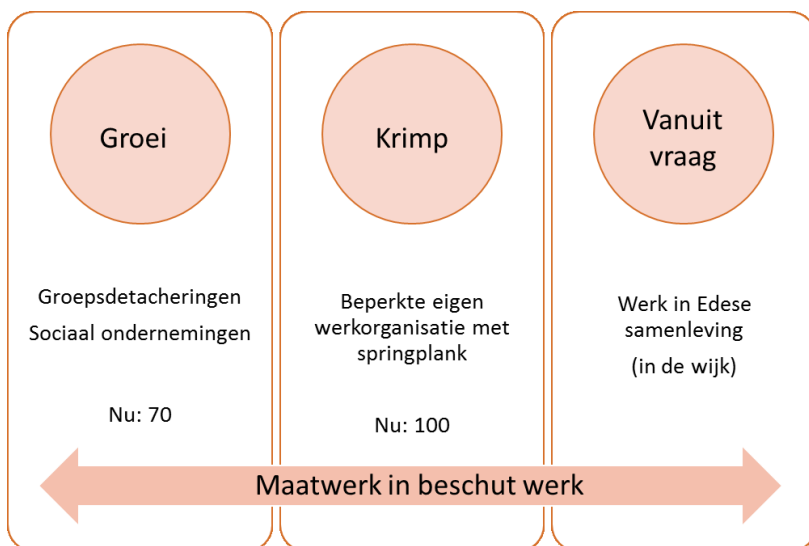 Groei
Groepsdetacheringen
Sociaal ondernemingen
Nu: 70
Krimp
Beperkte eigen
werkorganisatie met
springplank
Nu: 100
Vanuit
vraag
Werk in Edese
samenleving
(in de wijk)
Maatwerk in beschut werk